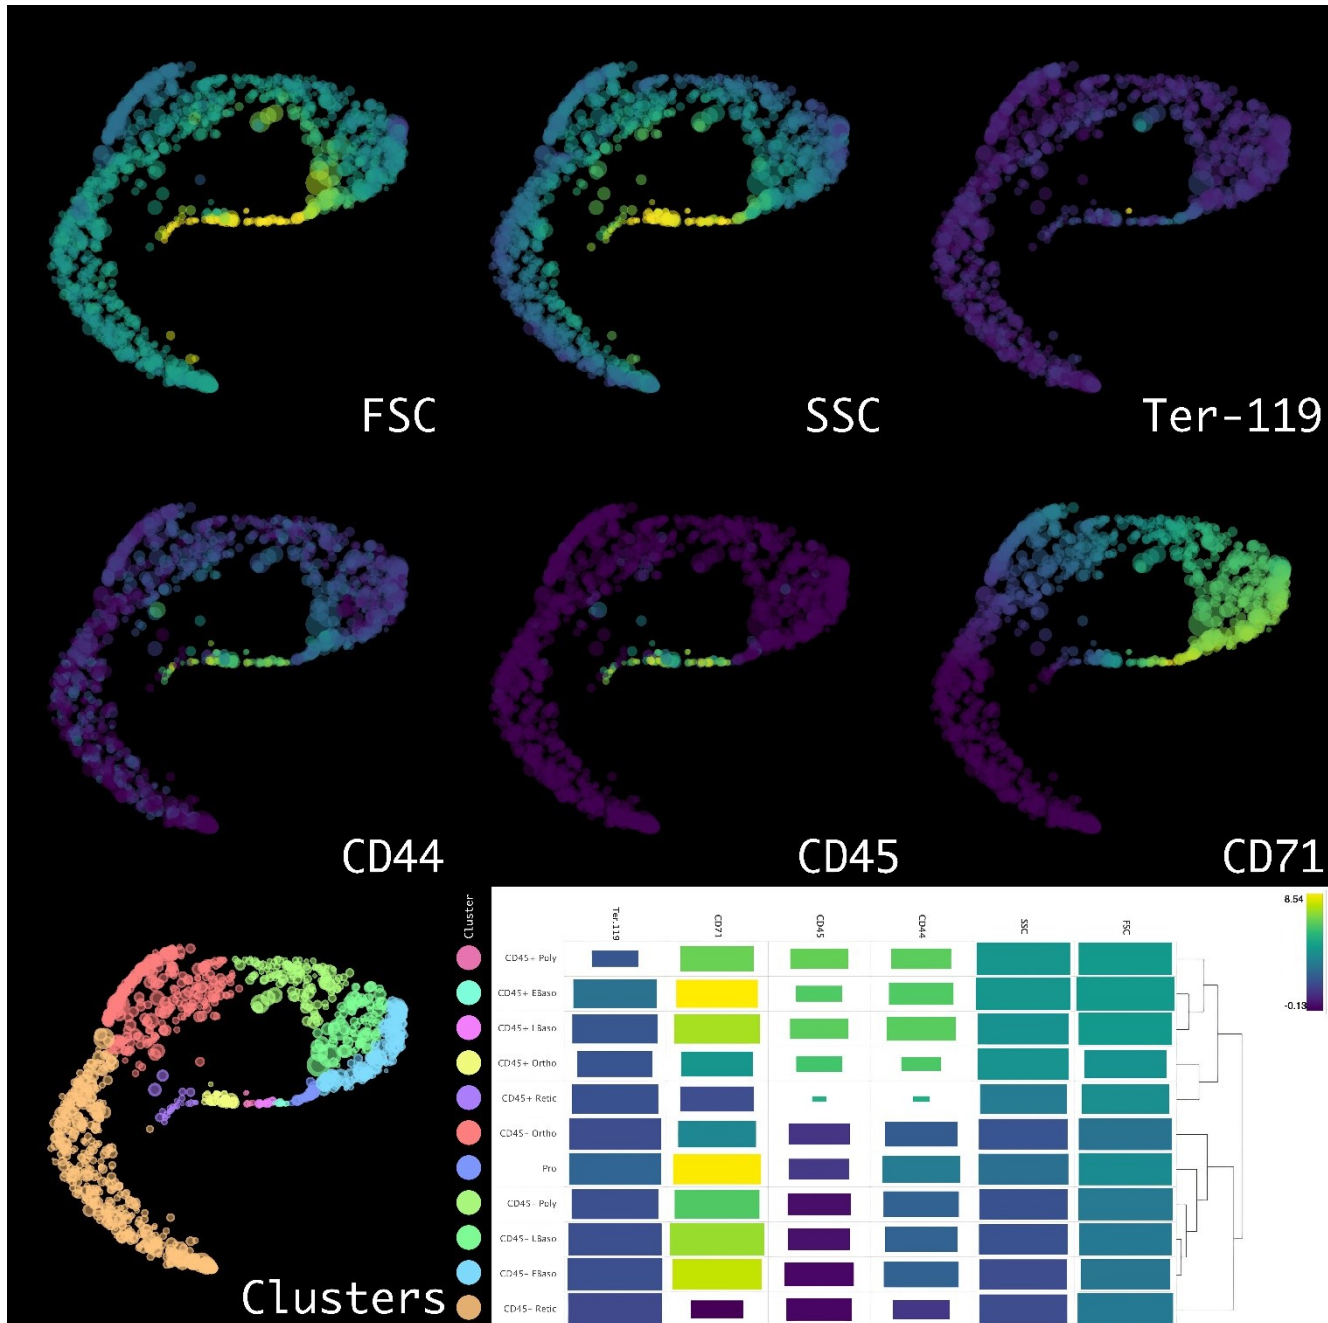 FSC
SSC
Ter-119
CD44
CD45
CD71
Cluster
Ter.119
CD71
CD45
CD44
SSC
FSC
8.54
-0.13
CD45+ Poly
CD45+ EBaso
CD45+ LBaso
CD45+ Ortho
CD45+ Retic
CD45- Ortho
Pro
CD45- Poly
CD45- LBaso
CD45- EBaso
CD45- Retic
Clusters